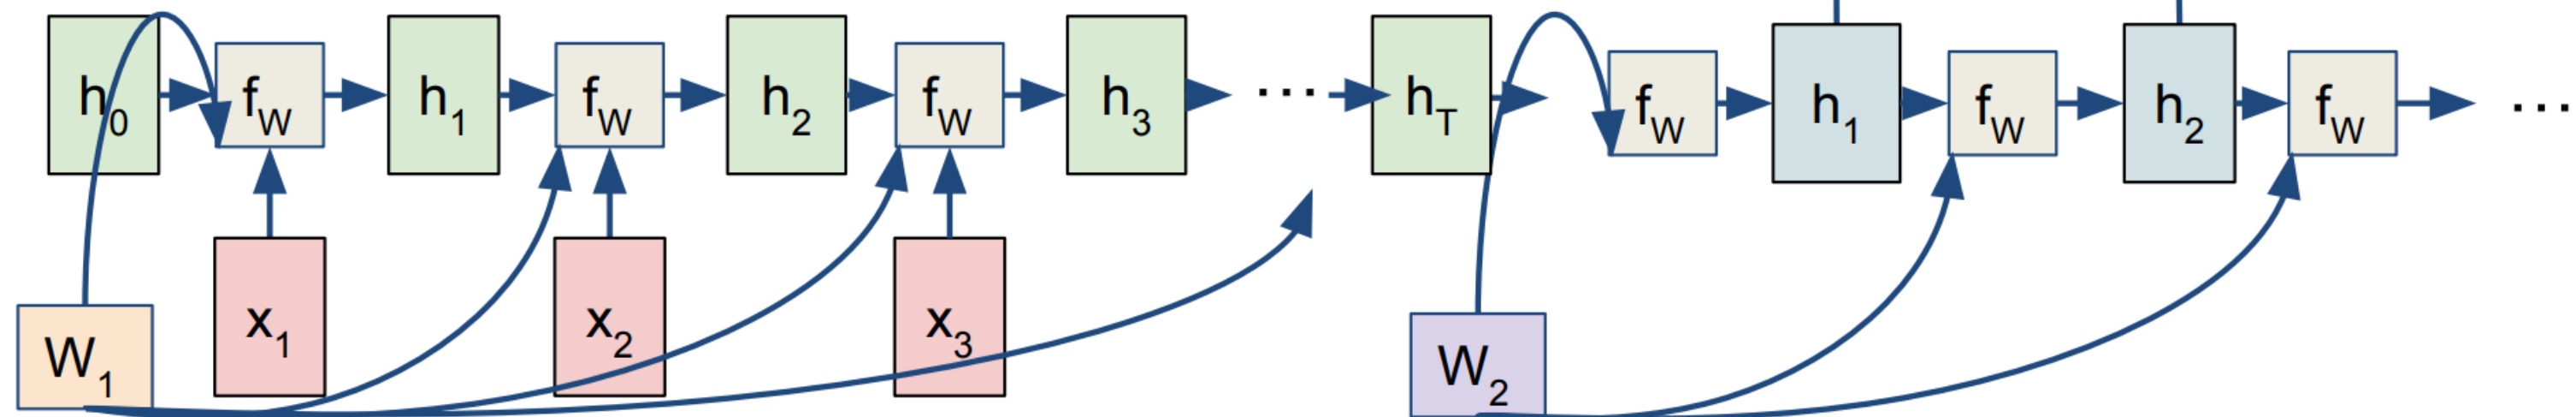 h0 fW h1 fW h2 fW h3 ... hT fW h1 fW h2 fW ...
x1 x2 x3
W1 W2